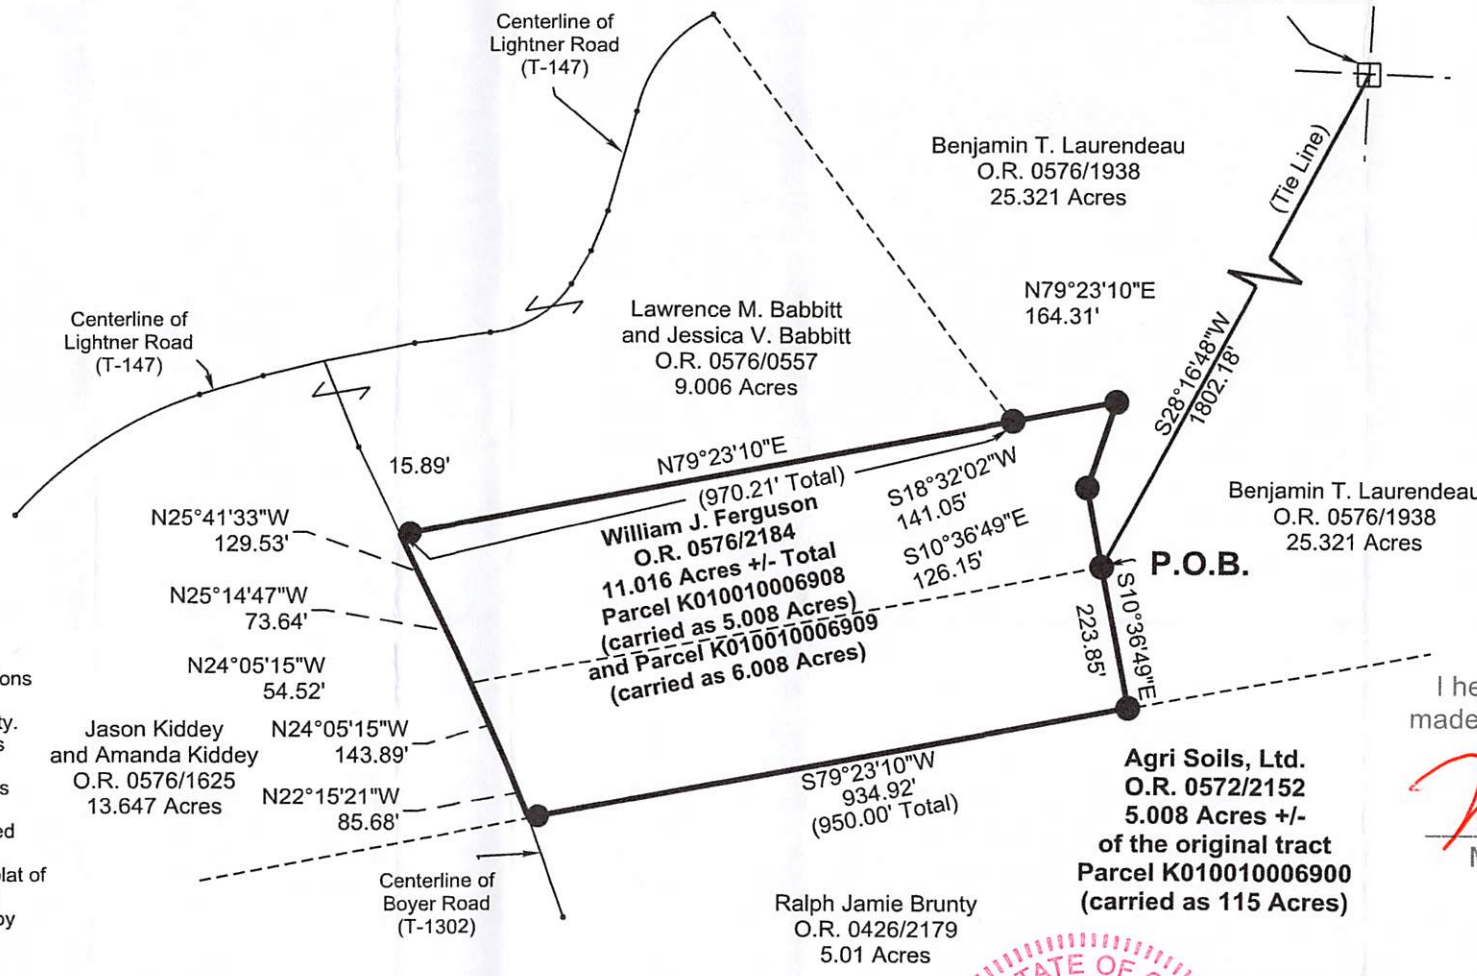 Centerline of
Lightner Road
(T-147)
Benjamin T. Laurendeau
O.R. 0576/1938
25.321 Acres
(Tie Line)
N79°23'10"E
164.31'
S28°16'48"W
1802.18'
Centerline of
Lightner Road
(T-147)
Lawrence M. Babbitt
and Jessica V. Babbitt
O.R. 0576/0557
9.006 Acres
15.89'
N79°23'10"E
(970.21' Total)
S18°32'02"W
141.05'
S10°36'49"E
126.15'
Benjamin T. Laurendeau
O.R. 0576/1938
25.321 Acres
P.O.B.
William J. Ferguson
O.R. 0576/2184
11.016 Acres +/- Total
Parcel K010010006908
(carried as 5.008 Acres)
and Parcel K010010006909
(carried as 6.008 Acres)
N25°41'33"W
129.53'
N25°14'47"W
73.64'
N24°05'15"W
54.52'
N24°05'15"W
143.89'
N22°15'21"W
85.68'
S10°36'49"E
223.85'
Jason Kiddey
and Amanda Kiddey
O.R. 0576/1625
13.647 Acres
S79°23'10"W
934.92'
(950.00' Total)
Agri Soils, Ltd.
O.R. 0572/2152
5.008 Acres +/-
of the original tract
Parcel K010010006900
(carried as 115 Acres)
Centerline of
Boyer Road
(T-1302)
Ralph Jamie Brunty
O.R. 0426/2179
5.01 Acres
I he
made
OF